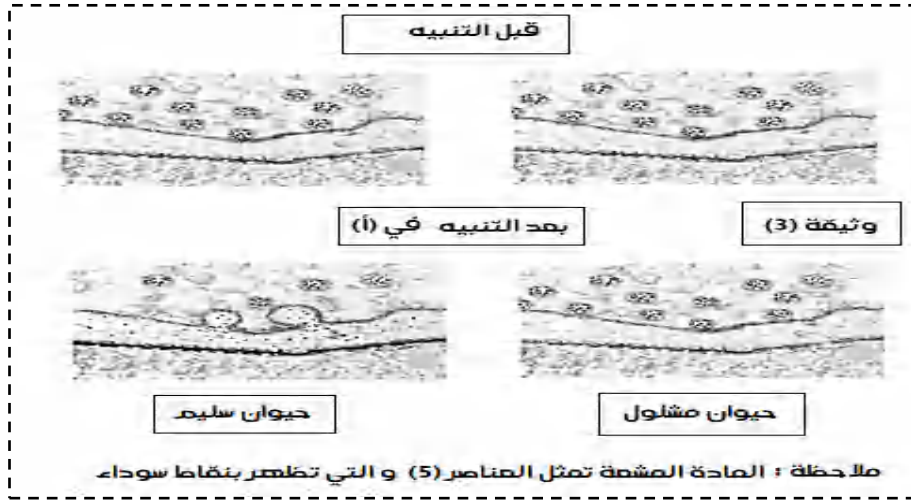 قبل التنبيه
وثيقة (3)
بعد التنبيه في (أ)
حيوان مشلول
حيوان سليم
ملاحظة : المادة المشعة تمثل العناصر (5) و التي تظهر بنقاط سوداء